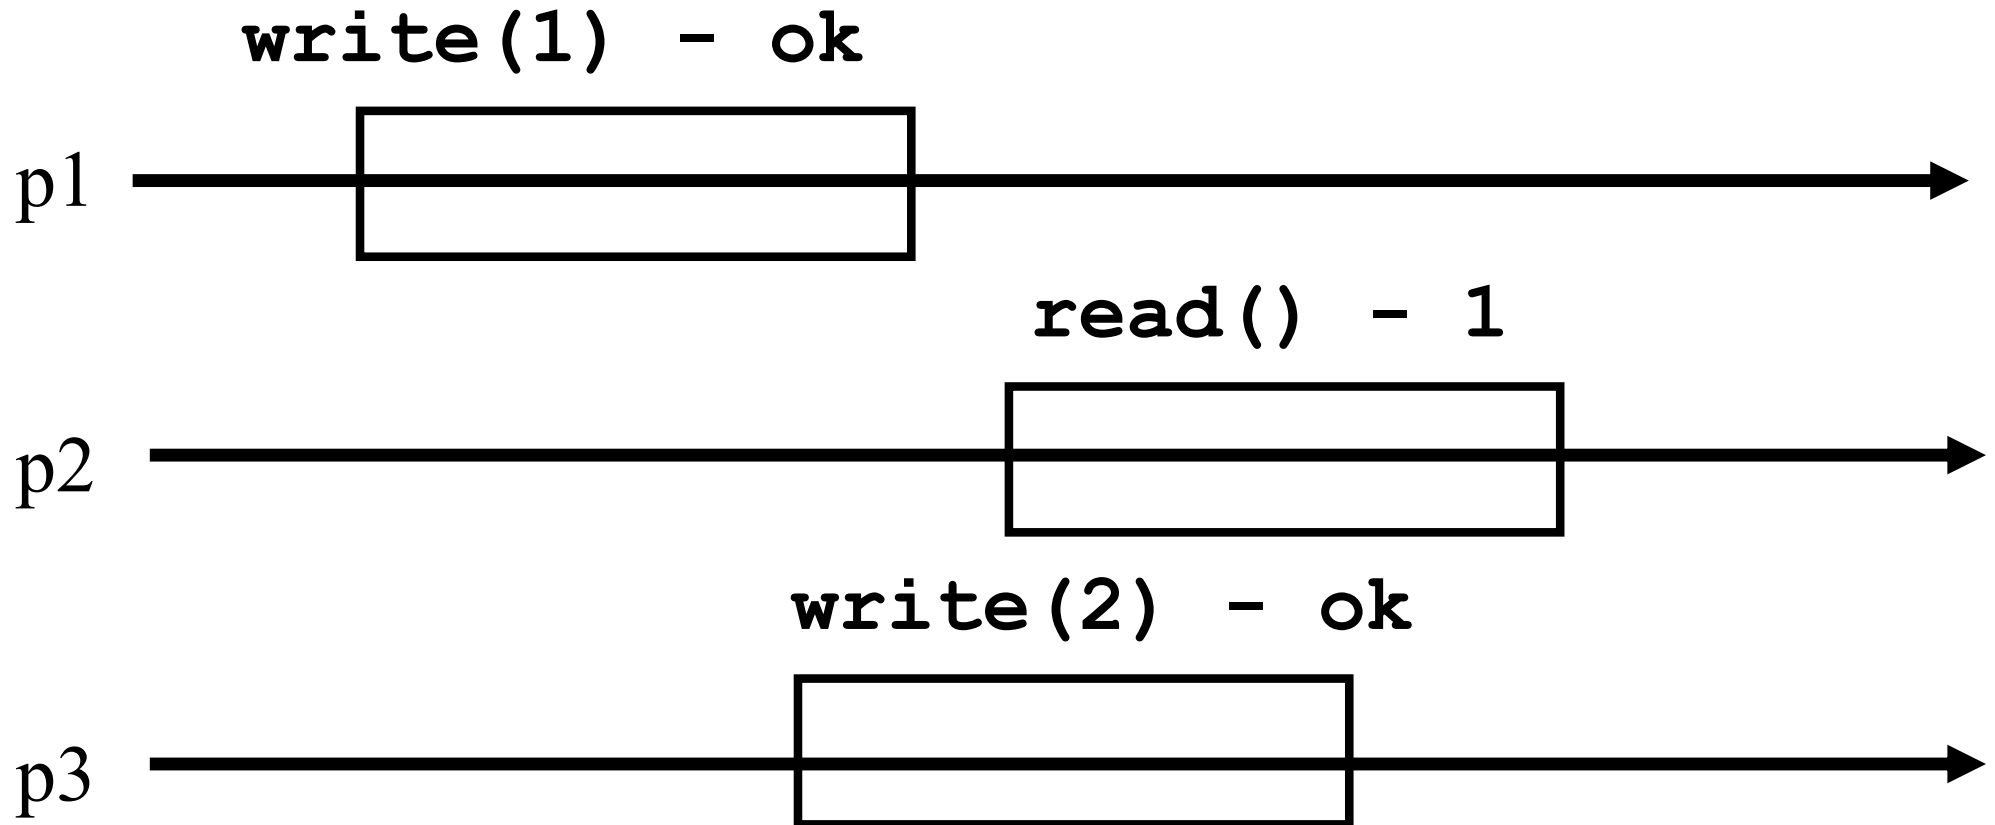 write(1) - ok
p1
read() - 1
p2
write(2) - ok
p3